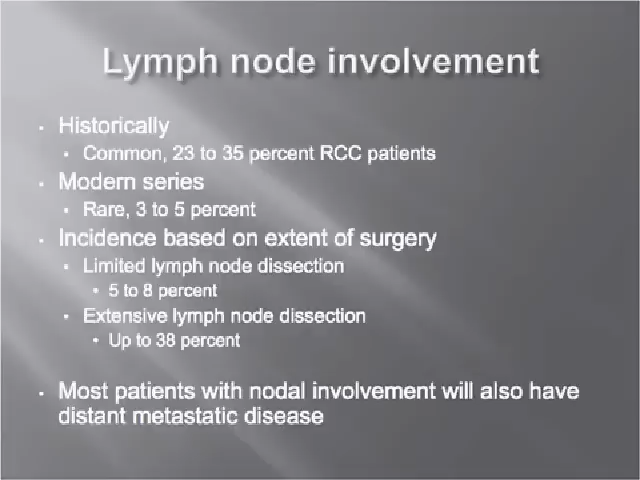 Lymph node involvement
• Historically
• Common, 23 to 35 percent RCC patients
• Modern series
• Rare, 3 to 5 percent
• Incidence based on extent of surgery
• Limited lymph node dissection
• 5 to 8 percent
• Extensive lymph node dissection
• Up to 38 percent
• Most patients with nodal involvement will also have
distant metastatic disease